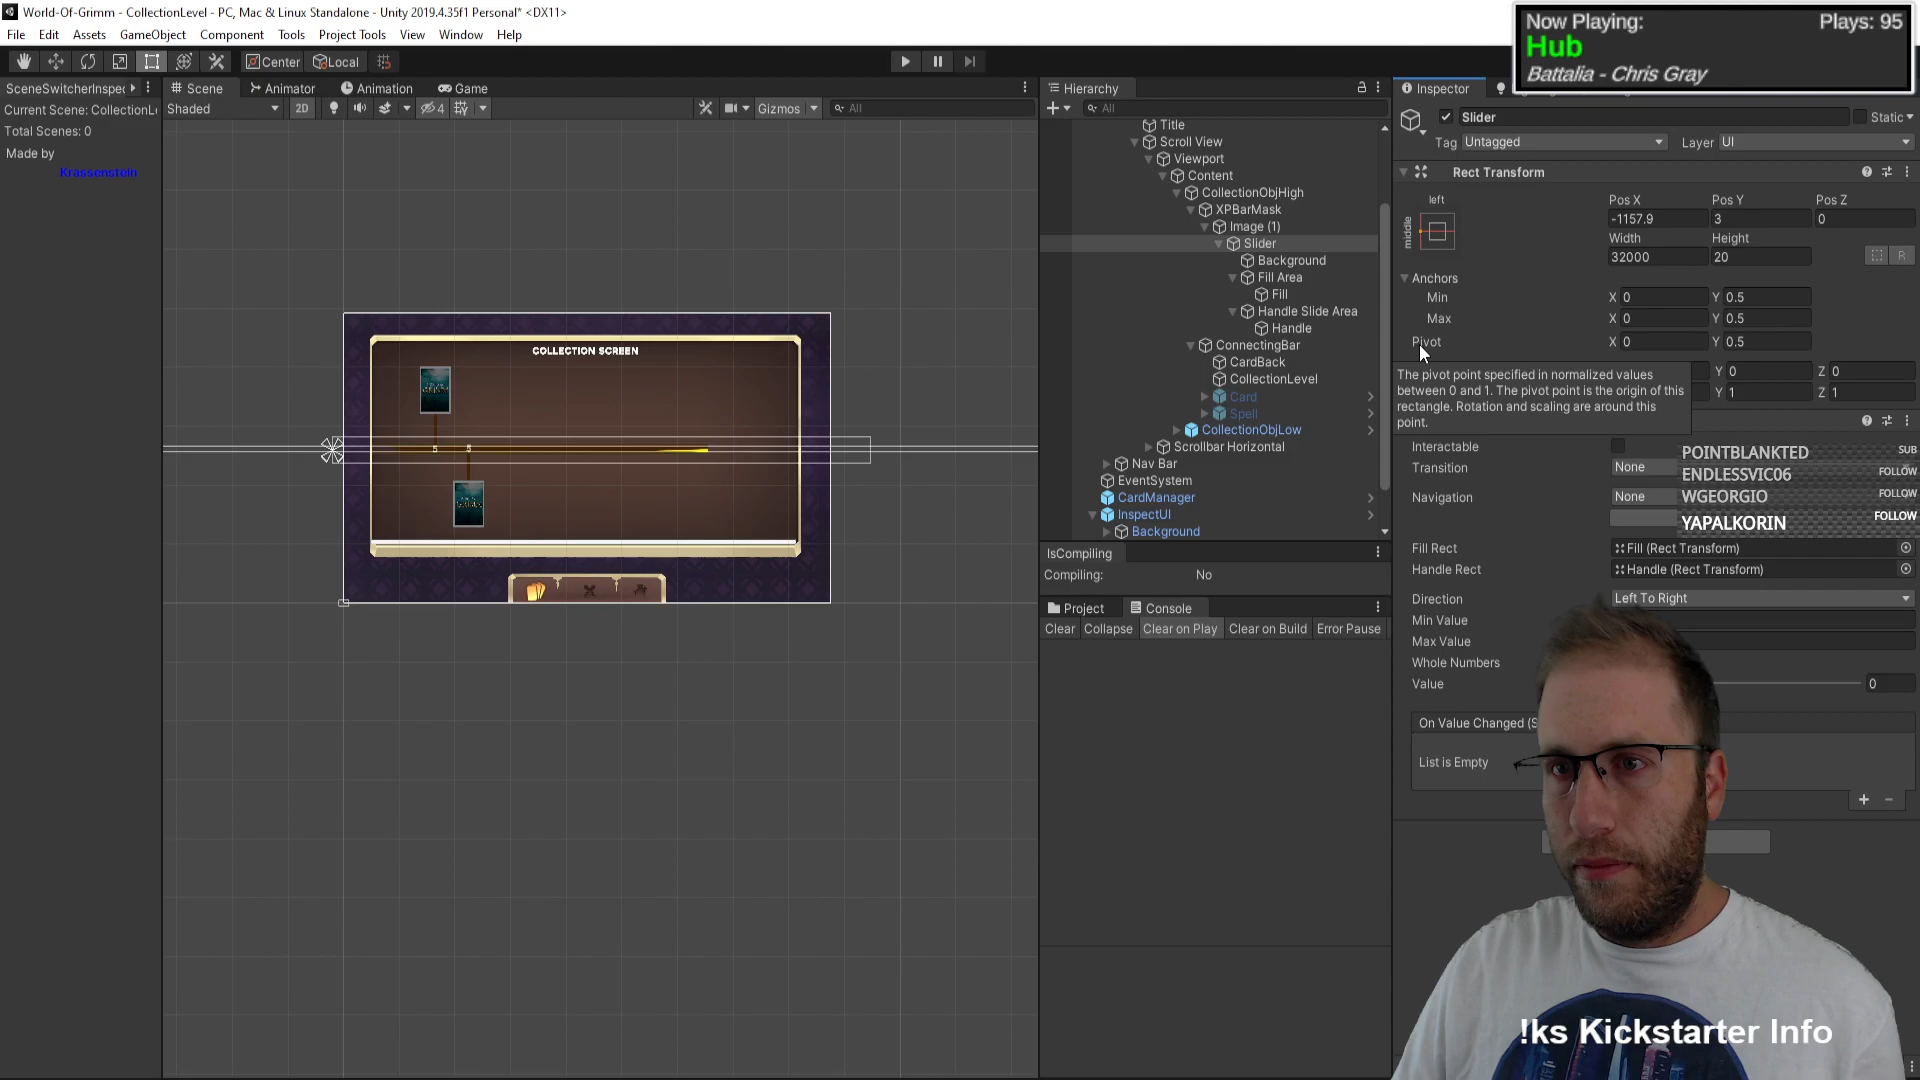 World-Of-Grimm - CollectionLevel - PC, Mac & Linux Standalone - Unity 2019.4.35f1 Personal* <DX11>
File Edit Assets GameObject Component Tools Project Tools View Window Help
Center Local
SceneSwitcherInspec
Current Scene: CollectionL
Total Scenes: 0
Made by
Krassenstein
Scene Animator Animation Game
Shaded 2D 4 Gizmos All
COLLECTION SCREEN
5 5
Hierarchy
All
Title
Scroll View
Viewport
Content
CollectionObjHigh
XPBarMask
Image (1)
Slider
Background
Fill Area
Fill
Handle Slide Area
Handle
ConnectingBar
CardBack
CollectionLevel
Card
Spell
CollectionObjLow
Scrollbar Horizontal
Nav Bar
EventSystem
CardManager
InspectUI
Background
IsCompiling
Compiling: No
Project Console
Clear Collapse Clear on Play Clear on Build Error Pause
Now Playing: Plays: 95
Hub
Battalia - Chris Gray
Inspector
Slider Static
Tag Untagged Layer UI
Rect Transform
left
middle
Pos X Pos Y Pos Z
-1157.9 3 0
Width Height
32000 20
R
Anchors
Min X 0 Y 0.5
Max X 0 Y 0.5
Pivot X 0 Y 0.5
Y 0 Z 0
Y 1 Z 1
The pivot point specified in normalized values
between 0 and 1. The pivot point is the origin of this
rectangle. Rotation and scaling are around this
point.
Interactable
Transition None
Navigation None
POINTBLANKTED SUB
ENDLESSVIC06 FOLLOW
WGEORGIO FOLLOW
YAPALKORIN FOLLOW
Fill Rect Fill (Rect Transform)
Handle Rect Handle (Rect Transform)
Direction Left To Right
Min Value
Max Value
Whole Numbers
Value 0
On Value Changed (S
List is Empty
!ks Kickstarter Info